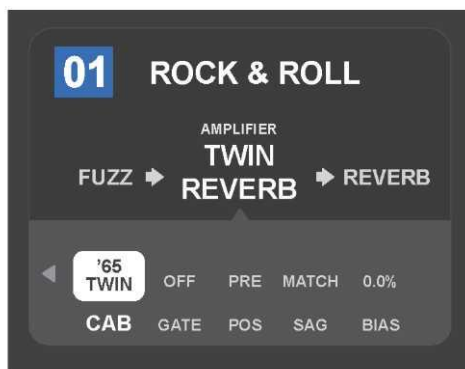 01 ROCK & ROLL
AMPLIFIER
TWIN
REVERB
FUZZ
REVERB
'65
TWIN OFF PRE MATCH 0.0%
CAB GATE POS SAG BIAS